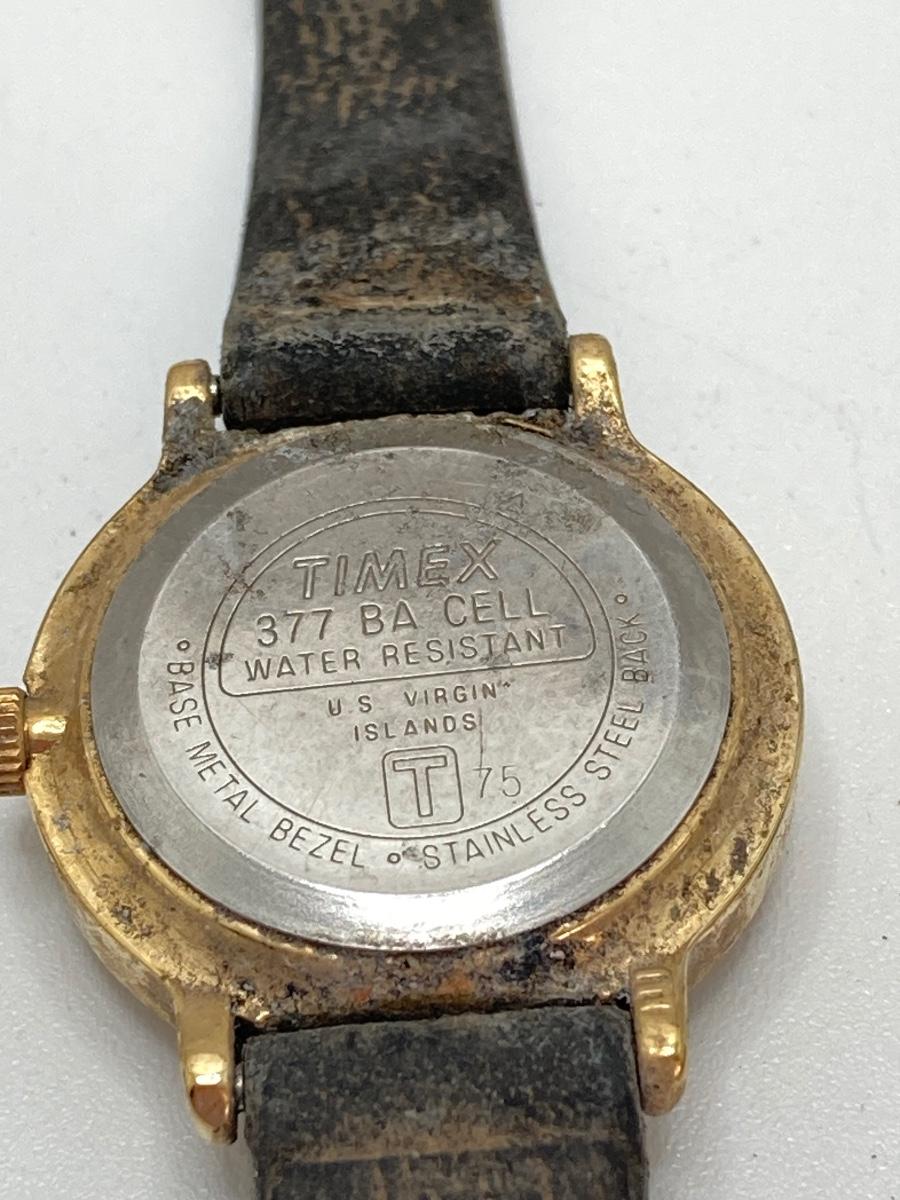 TIMEX
377 BA CELL
WATER RESISTANT
U S VIRGIN
ISLANDS
T 75
BASE METAL BEZEL STAINLESS STEEL BACK